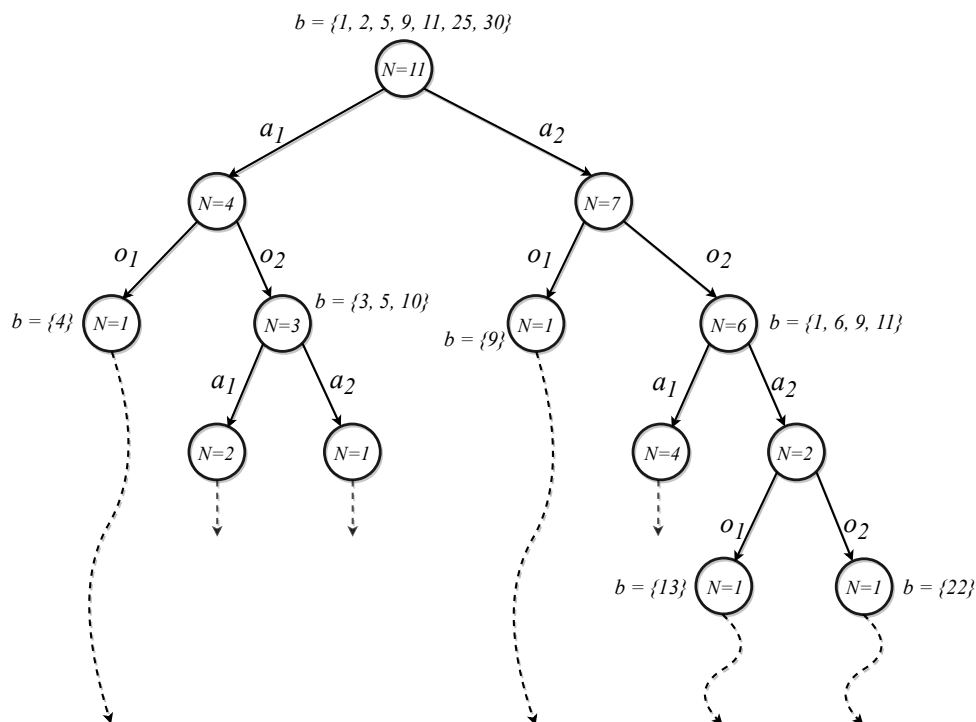 b = {1, 2, 5, 9, 11, 25, 30}
N=11
a1
a2
N=4
N=7
o1
o2
o1
o2
b = {4}
N=1
N=3
b = {3, 5, 10}
b = {9}
N=1
N=6
b = {1, 6, 9, 11}
a1
a2
a1
a2
N=2
N=1
N=4
N=2
o1
o2
b = {13}
N=1
N=1
b = {22}